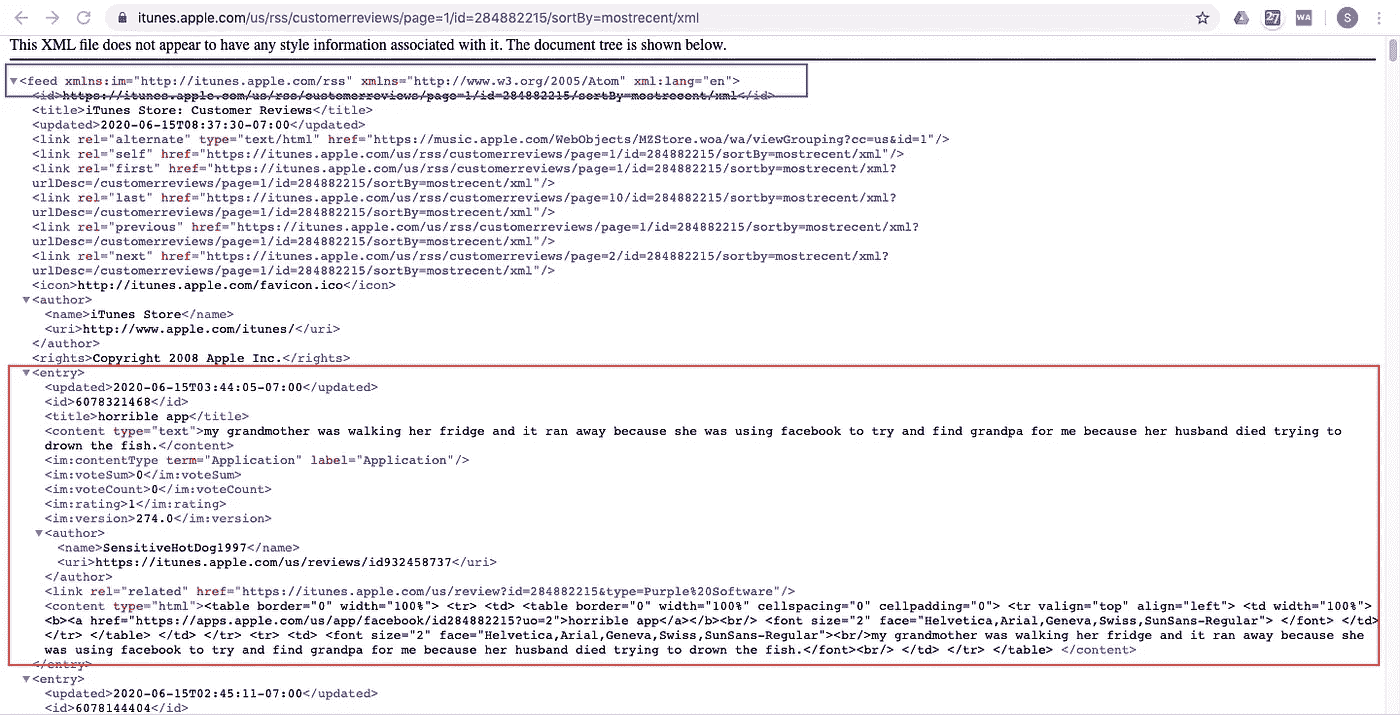 itunes.apple.com/us/rss/customerreviews/page=1/id=284882215/sortBy=mostrecent/xml
27
WA
S
This XML file does not appear to have any style information associated with it. The document tree is shown below.
▼<feed xmlns:im="http://itunes.apple.com/rss" xmlns="http://www.w3.org/2005/Atom" xml:lang="en">
<id>https://itunes.apple.com/us/rss/customerreviews/page=1/id=284882215/sortBy=mostrecent/xml</id>
<title>iTunes Store: Customer Reviews</title>
<updated>2020-06-15T08:37:30-07:00</updated>
<link rel="alternate" type="text/html" href="https://music.apple.com/WebObjects/MZStore.woa/wa/viewGrouping?cc=us&id=1"/>
<link rel="self" href="https://itunes.apple.com/us/rss/customerreviews/page=1/id=284882215/sortBy=mostrecent/xml"/>
<link rel="first" href="https://itunes.apple.com/us/rss/customerreviews/page=1/id=284882215/sortby=mostrecent/xml?
urlDesc=/customerreviews/page=1/id=284882215/sortBy=mostrecent/xml"/>
<link rel="last" href="https://itunes.apple.com/us/rss/customerreviews/page=10/id=284882215/sortby=mostrecent/xml?
urlDesc=/customerreviews/page=1/id=284882215/sortBy=mostrecent/xml"/>
<link rel="previous" href="https://itunes.apple.com/us/rss/customerreviews/page=1/id=284882215/sortby=mostrecent/xml?
urlDesc=/customerreviews/page=1/id=284882215/sortBy=mostrecent/xml"/>
<link rel="next" href="https://itunes.apple.com/us/rss/customerreviews/page=2/id=284882215/sortby=mostrecent/xml?
urlDesc=/customerreviews/page=1/id=284882215/sortBy=mostrecent/xml"/>
<icon>http://itunes.apple.com/favicon.ico</icon>
▼<author>
<name>iTunes Store</name>
<uri>http://www.apple.com/itunes/</uri>
</author>
<rights>Copyright 2008 Apple Inc.</rights>
▼<entry>
<updated>2020-06-15T03:44:05-07:00</updated>
<id>6078321468</id>
<title>horrible app</title>
<content type="text">my grandmother was walking her fridge and it ran away because she was using facebook to try and find grandpa for me because her husband died trying to
drown the fish.</content>
<im:contentType term="Application" label="Application"/>
<im:voteSum>0</im:voteSum>
<im:voteCount>0</im:voteCount>
<im:rating>1</im:rating>
<im:version>274.0</im:version>
▼<author>
<name>SensitiveHotDog1997</name>
<uri>https://itunes.apple.com/us/reviews/id932458737</uri>
</author>
<link rel="related" href="https://itunes.apple.com/us/review?id=284882215&type=Purple%20Software"/>
<content type="html"><table border="0" width="100%"> <tr> <td> <table border="0" width="100%" cellspacing="0" cellpadding="0"> <tr valign="top" align="left"> <td width="100%">
<b><a href="https://apps.apple.com/us/app/facebook/id284882215?uo=2">horrible app</a></b><br/> <font size="2" face="Helvetica,Arial,Geneva,Swiss,SunSans-Regular"> </font> </td>
</tr> </table> </td> </tr> <tr> <td> <font size="2" face="Helvetica,Arial,Geneva,Swiss,SunSans-Regular"><br/>my grandmother was walking her fridge and it ran away because she
was using facebook to try and find grandpa for me because her husband died trying to drown the fish.</font><br/> </td> </tr> </table> </content>
</entry>
▼<entry>
<updated>2020-06-15T02:45:11-07:00</updated>
<id>6078144404</id>